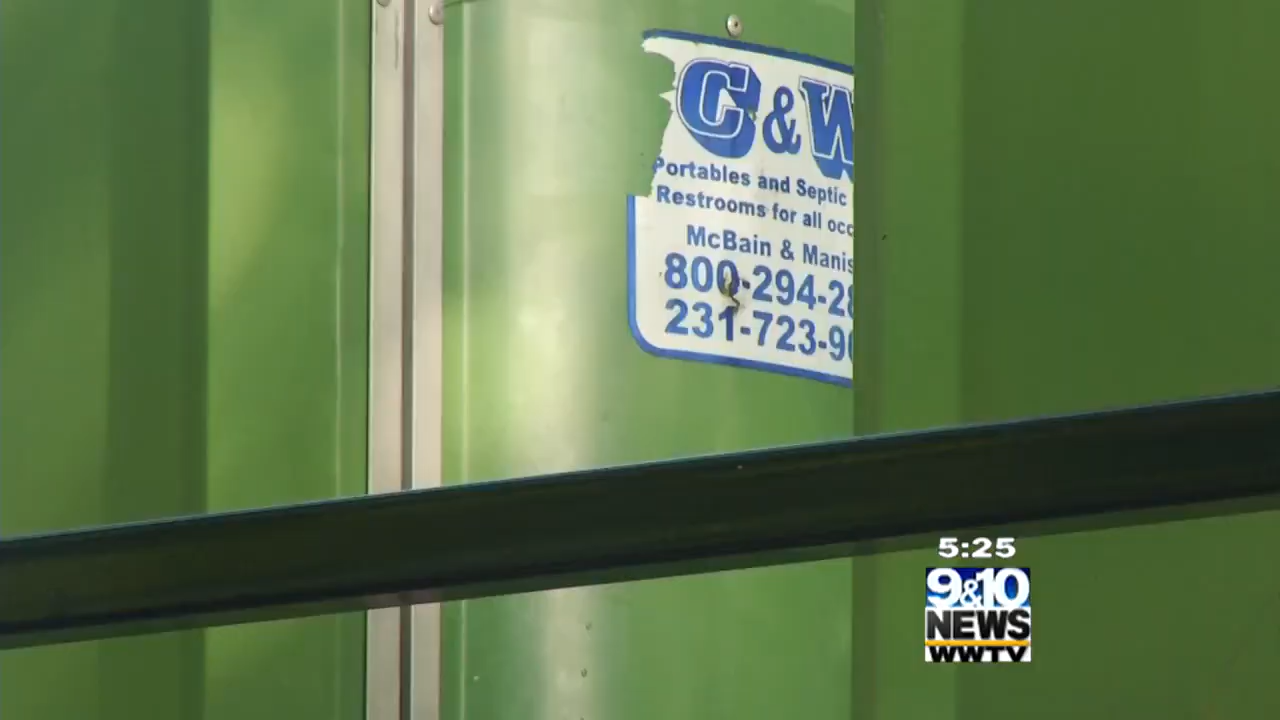 C & W
Portables and Septic
Restrooms for all occ
McBain & Manis
800-294-28
231-723-90
5:25
9&10
NEWS
WWTV